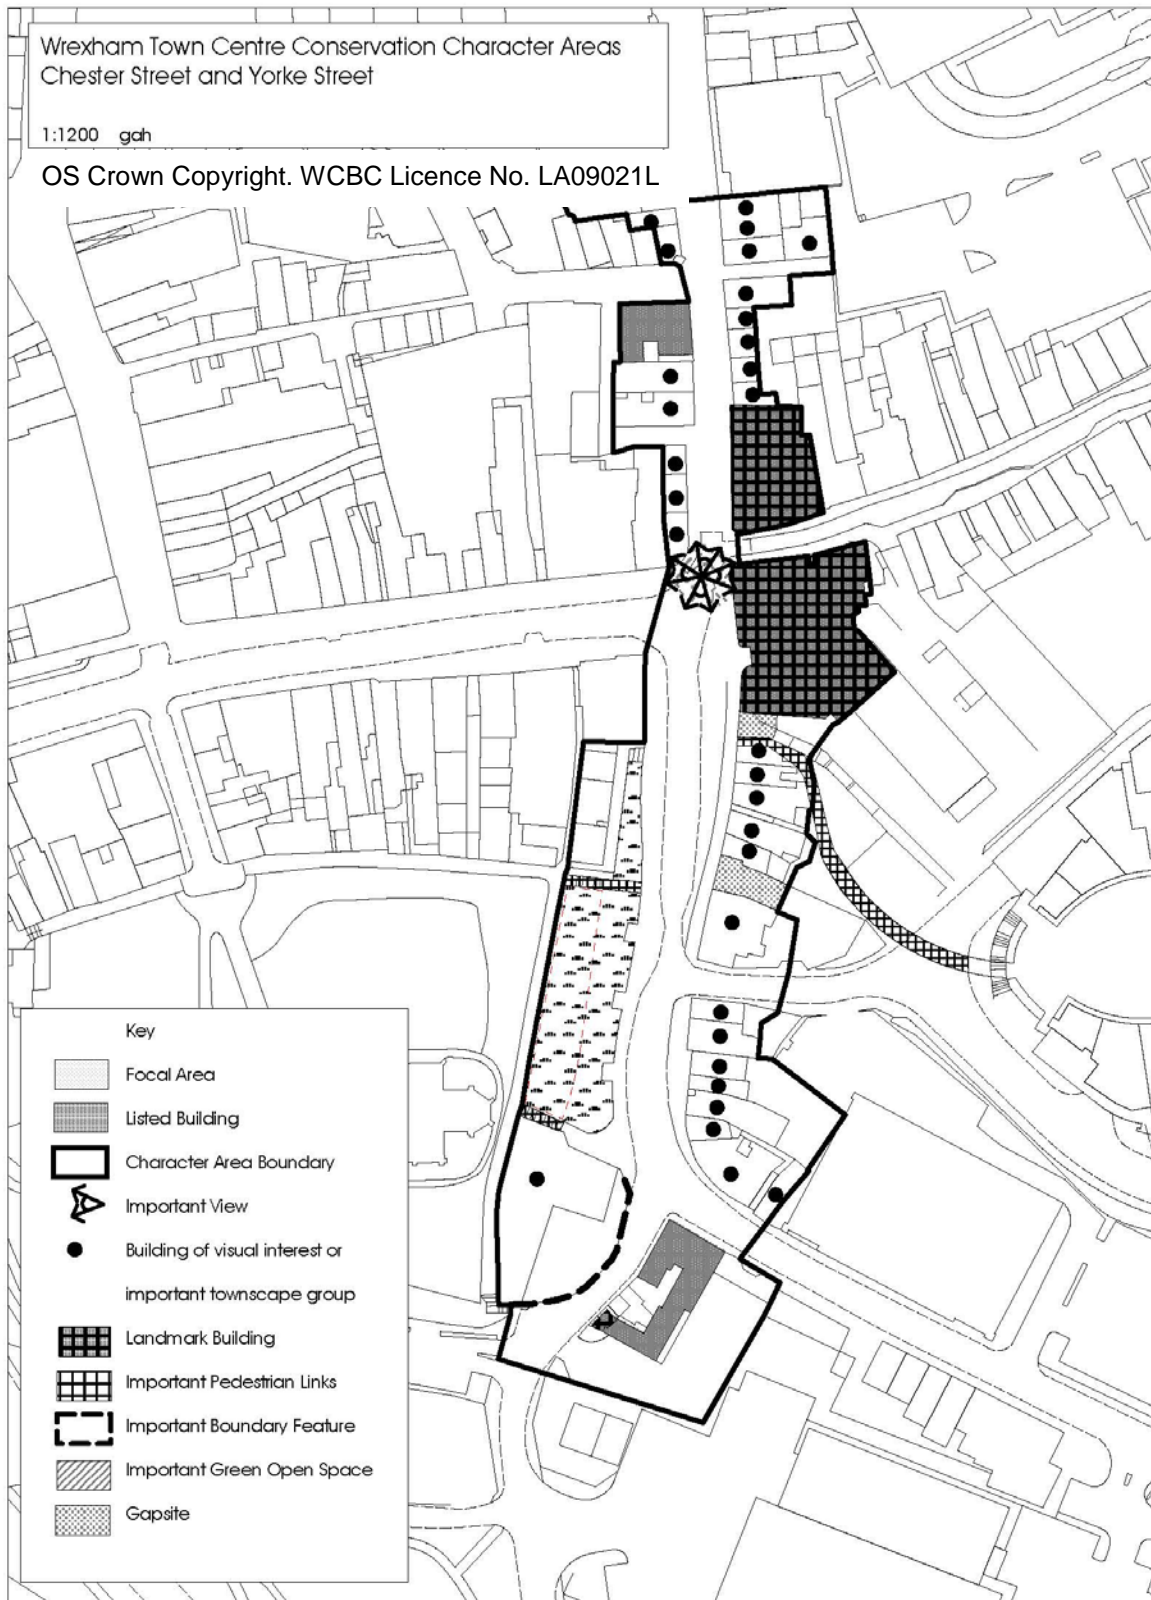 Wrexham Town Centre Conservation Character Areas
Chester Street and Yorke Street
1:1200 gah
OS Crown Copyright. WCBC Licence No. LA09021L
Key
Focal Area
Listed Building
Character Area Boundary
Important View
Building of visual interest or
important townscape group
Landmark Building
Important Pedestrian Links
Important Boundary Feature
Important Green Open Space
Gapsite